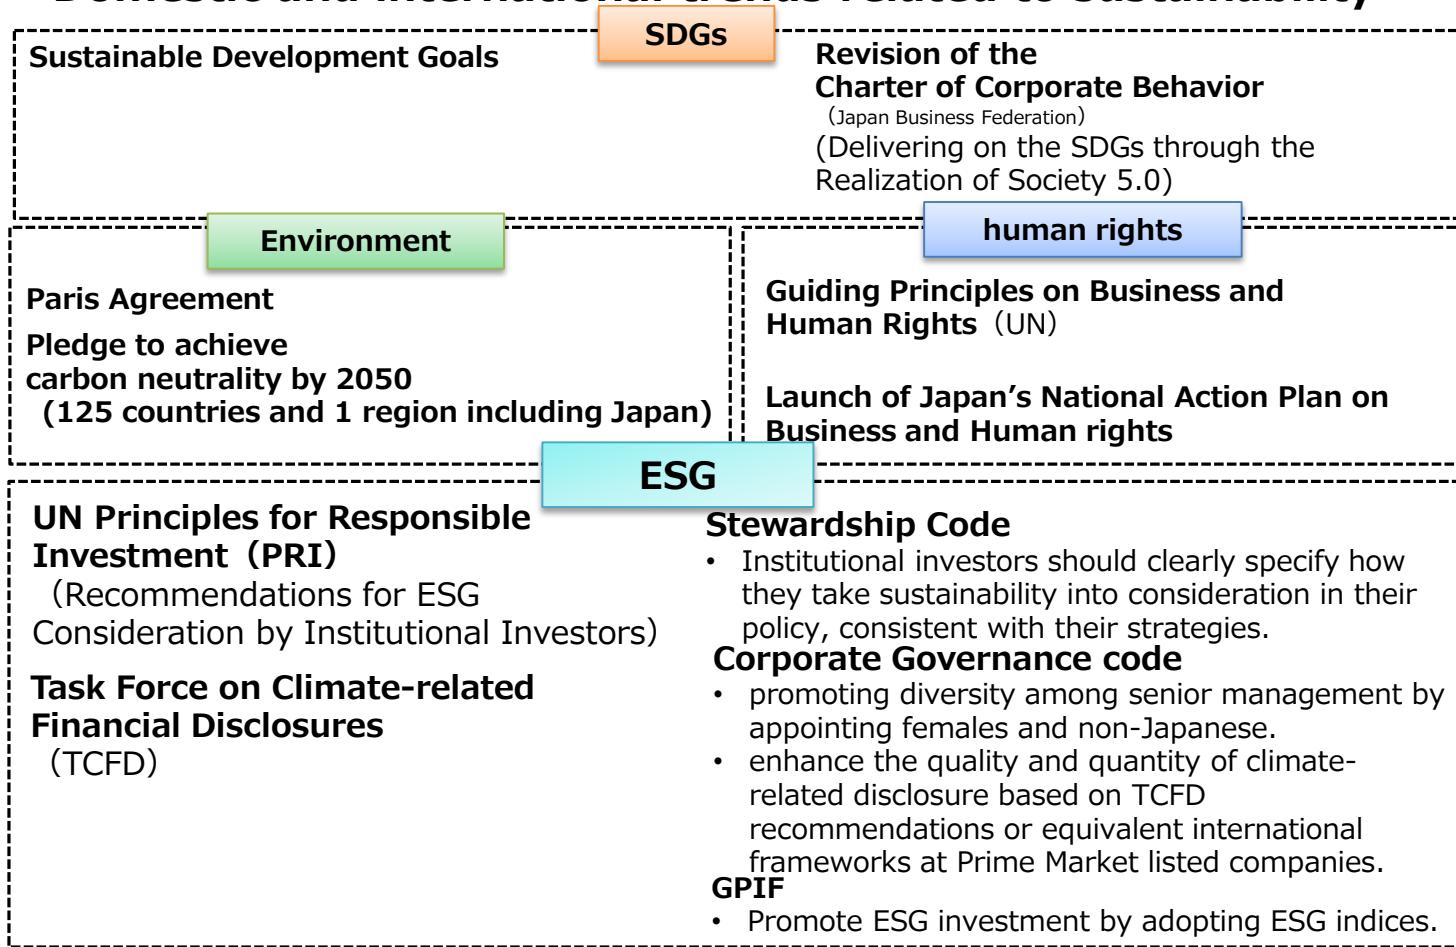 Domestic and international trends related to sustainability
SDGs
Sustainable Development Goals
Revision of the
Charter of Corporate Behavior
（Japan Business Federation）
(Delivering on the SDGs through the
Realization of Society 5.0)
Environment
Paris Agreement
Pledge to achieve
carbon neutrality by 2050
(125 countries and 1 region including Japan)
human rights
Guiding Principles on Business and
Human Rights（UN）
Launch of Japan’s National Action Plan on
Business and Human rights
ESG
UN Principles for Responsible
Investment（PRI）
（Recommendations for ESG
Consideration by Institutional Investors）
Task Force on Climate-related
Financial Disclosures
（TCFD）
Stewardship Code
• Institutional investors should clearly specify how
they take sustainability into consideration in their
policy, consistent with their strategies.
Corporate Governance code
• promoting diversity among senior management by
appointing females and non-Japanese.
• enhance the quality and quantity of climate-
related disclosure based on TCFD
recommendations or equivalent international
frameworks at Prime Market listed companies.
GPIF
• Promote ESG investment by adopting ESG indices.